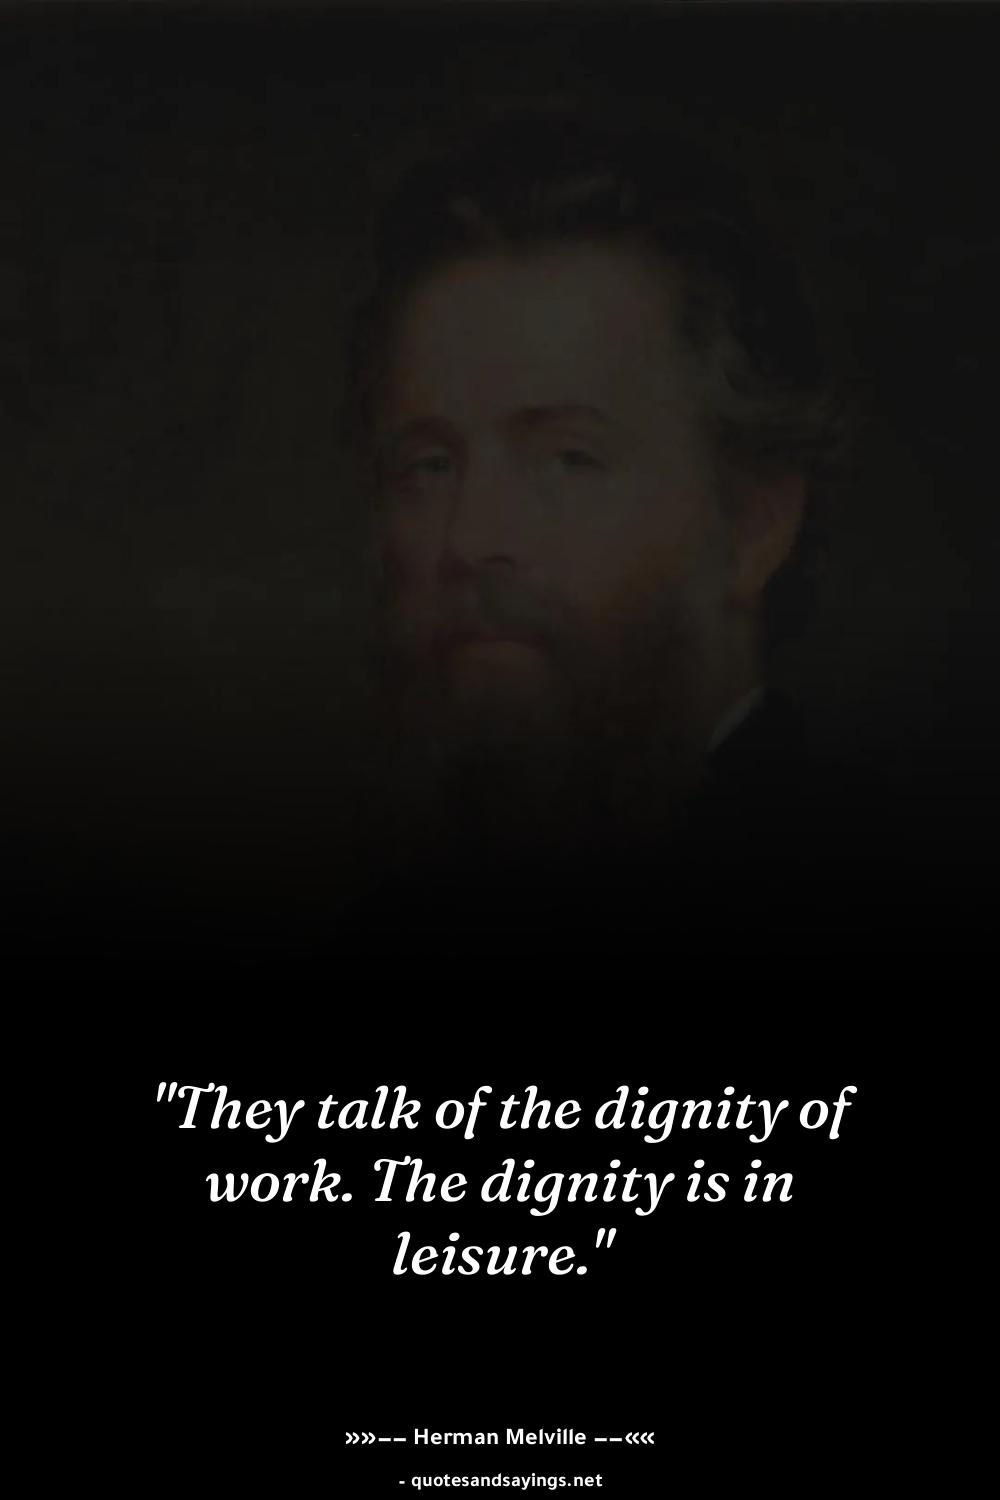 "They talk of the dignity of
work. The dignity is in
leisure."
»»−− Herman Melville −−««
- quotesandsayings.net